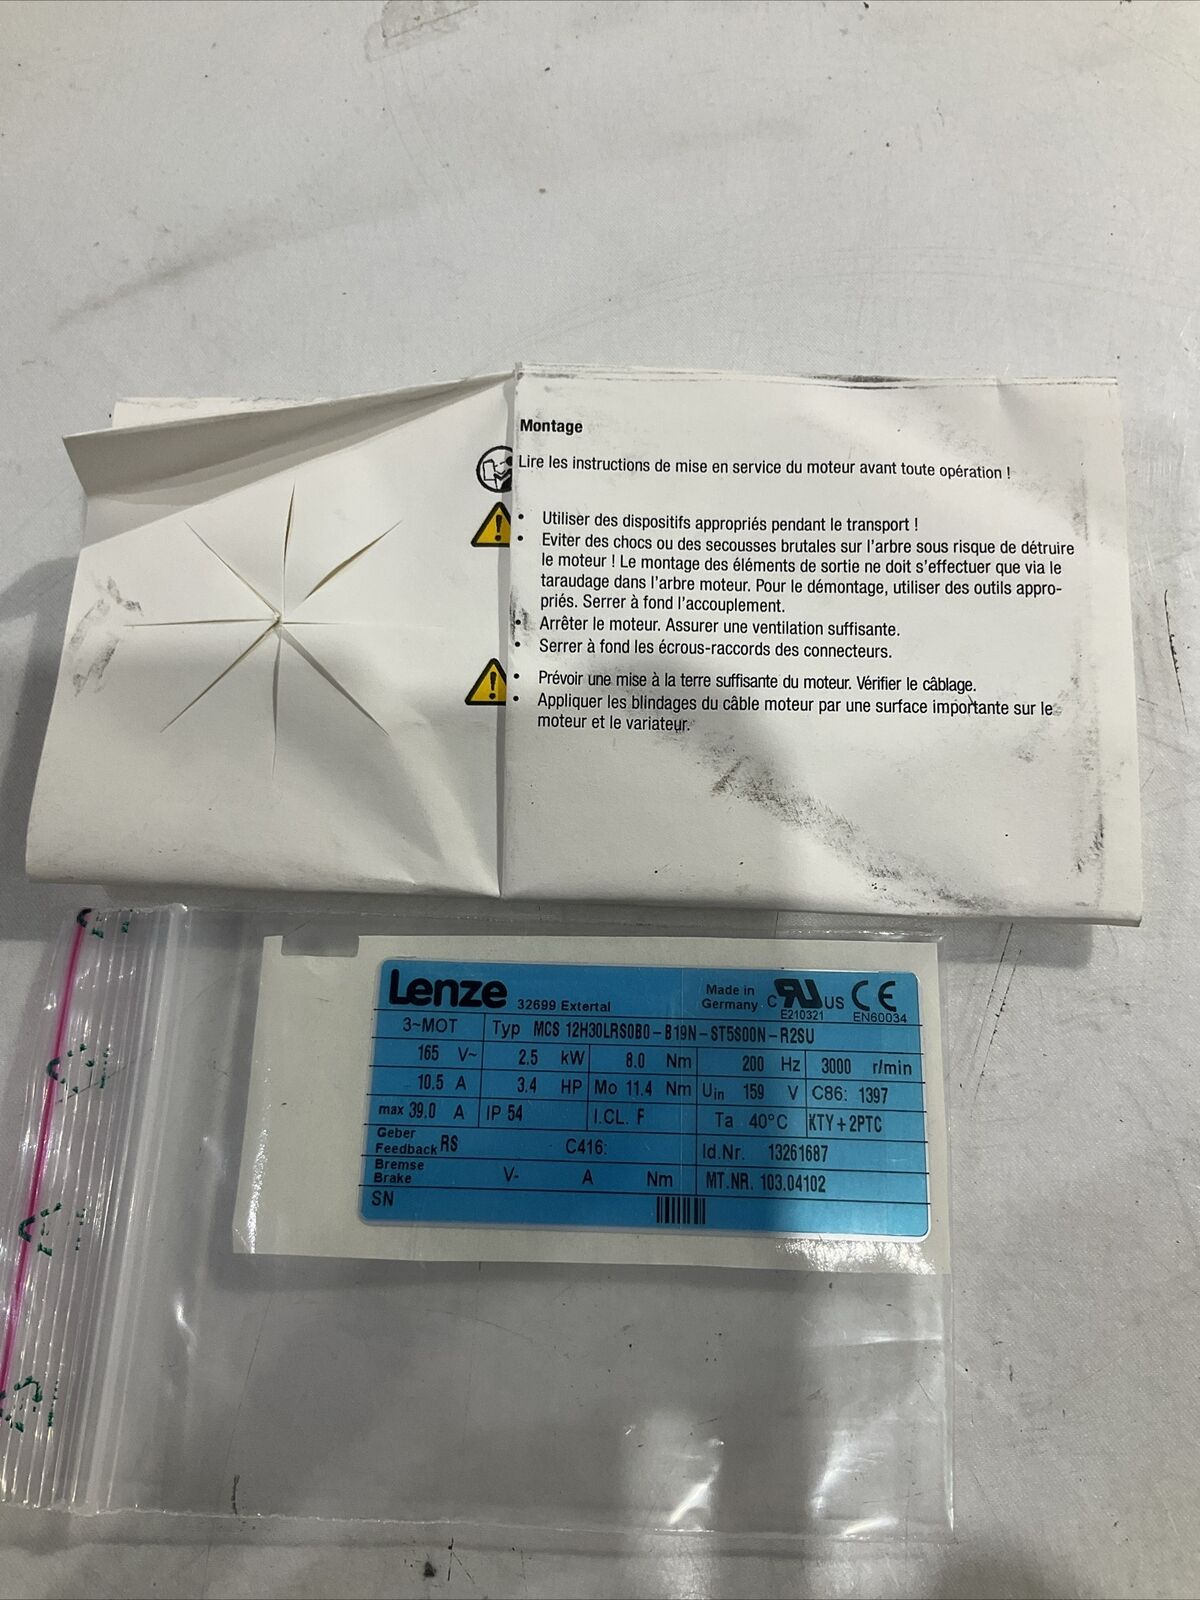 Montage
Lire les instructions de mise en service du moteur avant toute opération !
• Utiliser des dispositifs appropriés pendant le transport !
• Eviter des chocs ou des secousses brutales sur l'arbre sous risque de détruire
le moteur ! Le montage des éléments de sortie ne doit s'effectuer que via le
taraudage dans l'arbre moteur. Pour le démontage, utiliser des outils appro-
priés. Serrer à fond l'accouplement.
• Arrêter le moteur. Assurer une ventilation suffisante.
• Serrer à fond les écrous-raccords des connecteurs.
• Prévoir une mise à la terre suffisante du moteur. Vérifier le câblage.
• Appliquer les blindages du câble moteur par une surface importante sur le
moteur et le variateur.
Lenze 32699 Extertal Made in Germany C RU US E210321 CE EN60034
3~MOT Typ MCS 12H30LRS0B0-B19N-ST5S00N-R2SU
165 V~ 2.5 kW 8.0 Nm 200 Hz 3000 r/min
10.5 A 3.4 HP Mo 11.4 Nm Uin 159 V C86: 1397
max 39.0 A IP 54 I.CL. F Ta 40°C KTY+2PTC
Geber
Feedback RS C416: Id.Nr. 13261687
Bremse
Brake V- A Nm MT.NR. 103.04102
SN